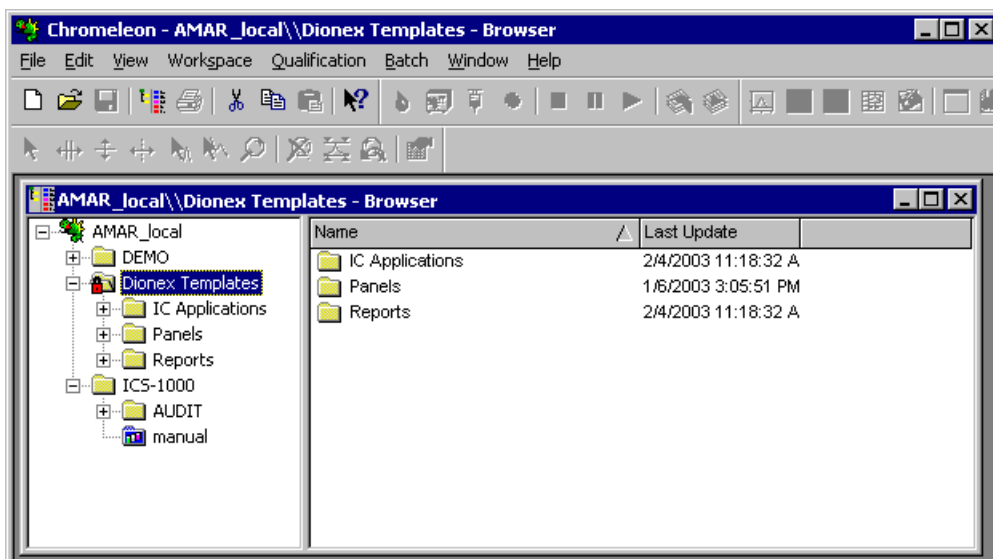 Chromeleon - AMAR_local\\Dionex Templates - Browser
File Edit View Workspace Qualification Batch Window Help
AMAR_local\\Dionex Templates - Browser
AMAR_local
DEMO
Dionex Templates
IC Applications
Panels
Reports
ICS-1000
AUDIT
manual
Name Last Update
IC Applications 2/4/2003 11:18:32 A
Panels 1/6/2003 3:05:51 PM
Reports 2/4/2003 11:18:32 A